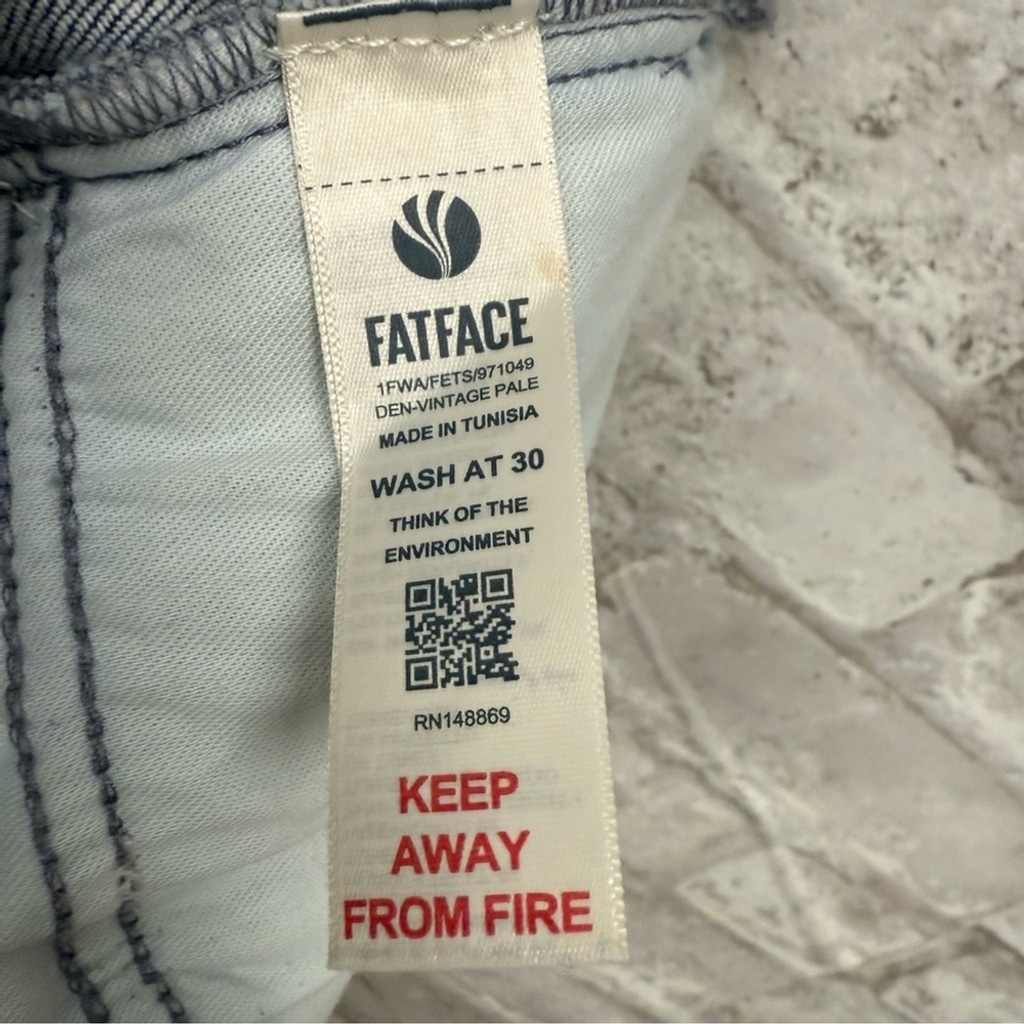 FATFACE
1FWA/FETS/971049
DEN-VINTAGE PALE
MADE IN TUNISIA
WASH AT 30
THINK OF THE
ENVIRONMENT
RN148869
KEEP
AWAY
FROM FIRE